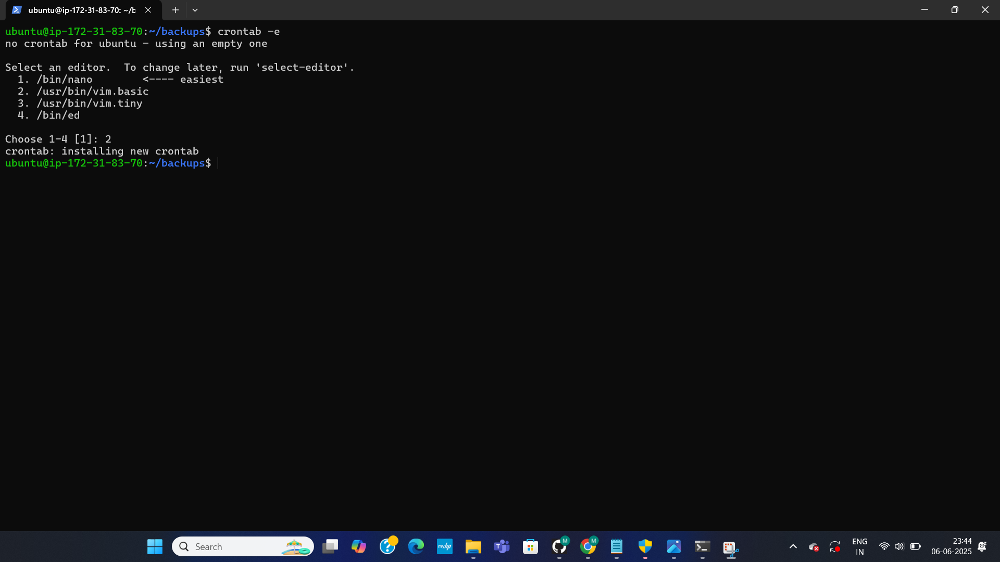 ubuntu@ip-172-31-83-70: ~/b
ubuntu@ip-172-31-83-70:~/backups$ crontab -e
no crontab for ubuntu - using an empty one
Select an editor.  To change later, run 'select-editor'.
  1. /bin/nano        <---- easiest
  2. /usr/bin/vim.basic
  3. /usr/bin/vim.tiny
  4. /bin/ed
Choose 1-4 [1]: 2
crontab: installing new crontab
ubuntu@ip-172-31-83-70:~/backups$
Search
myhp
T
M
M
ENG
IN
23:44
06-06-2025